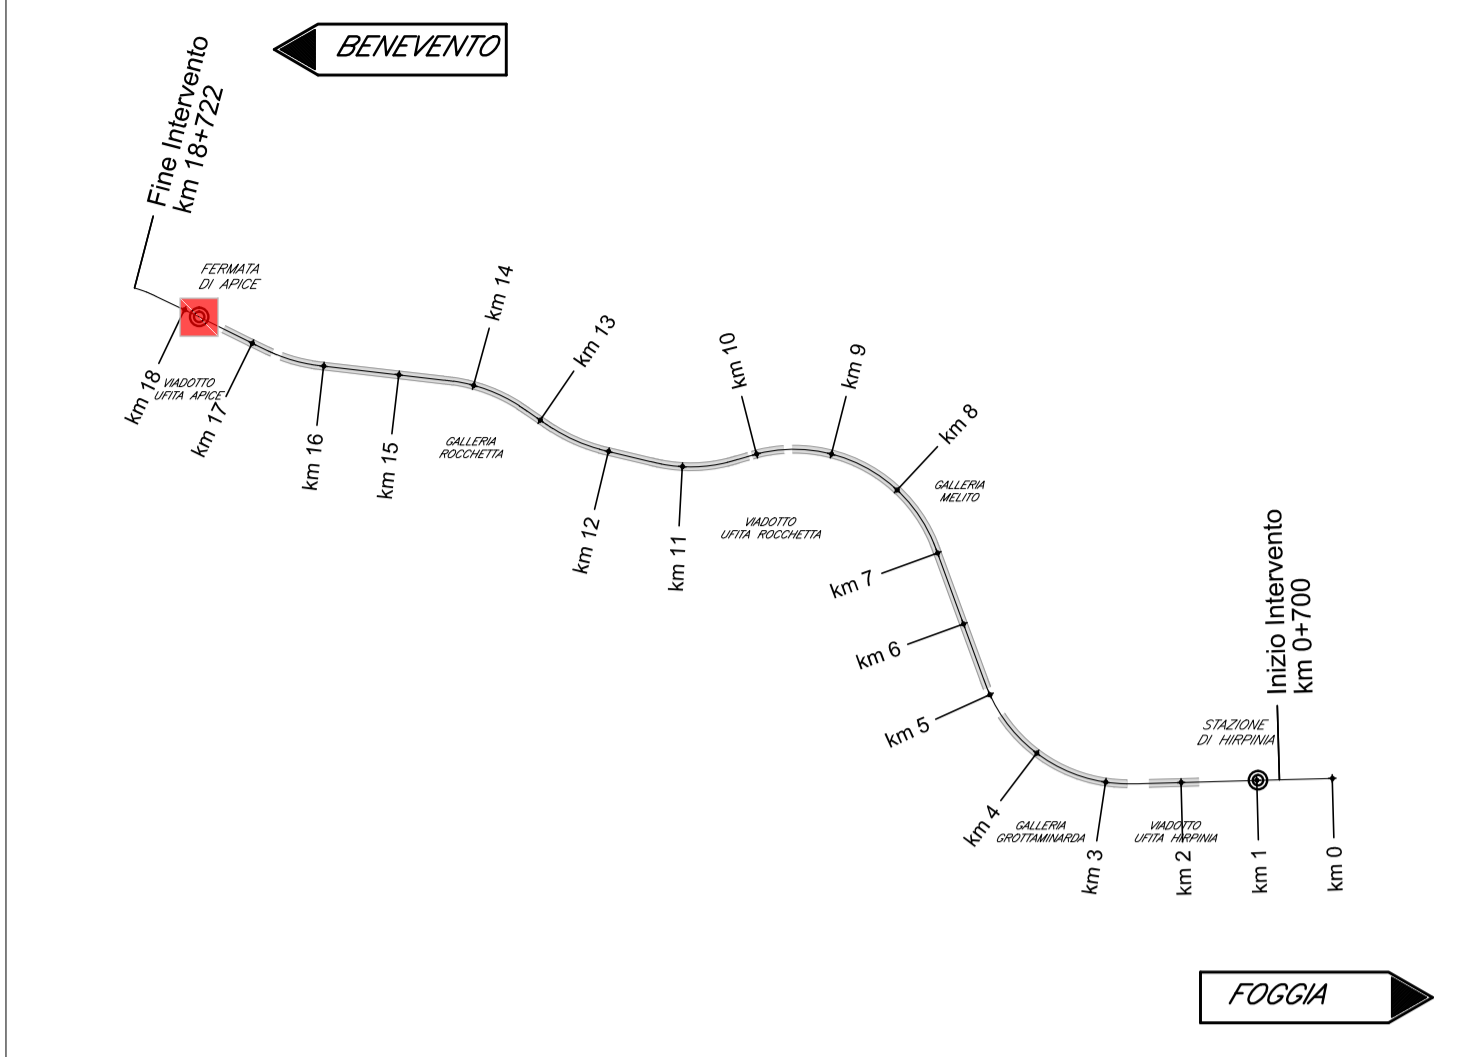 BENEVENTO
Fine Intervento
km 18+722
FERMATA
DI APICE
km 18
VIADOTTO
UFITA APICE
km 17
km 16
km 15
km 14
GALLERIA
ROCCHETTA
km 13
km 12
km 11
km 10
VIADOTTO
UFITA ROCCHETTA
km 9
km 8
GALLERIA
MELITO
km 7
km 6
km 5
km 4
GALLERIA
GROTTAMINARDA
km 3
VIADOTTO
UFITA HIRPINIA
km 2
STAZIONE
DI HIRPINIA
Inizio Intervento
km 0+700
km 1
km 0
FOGGIA